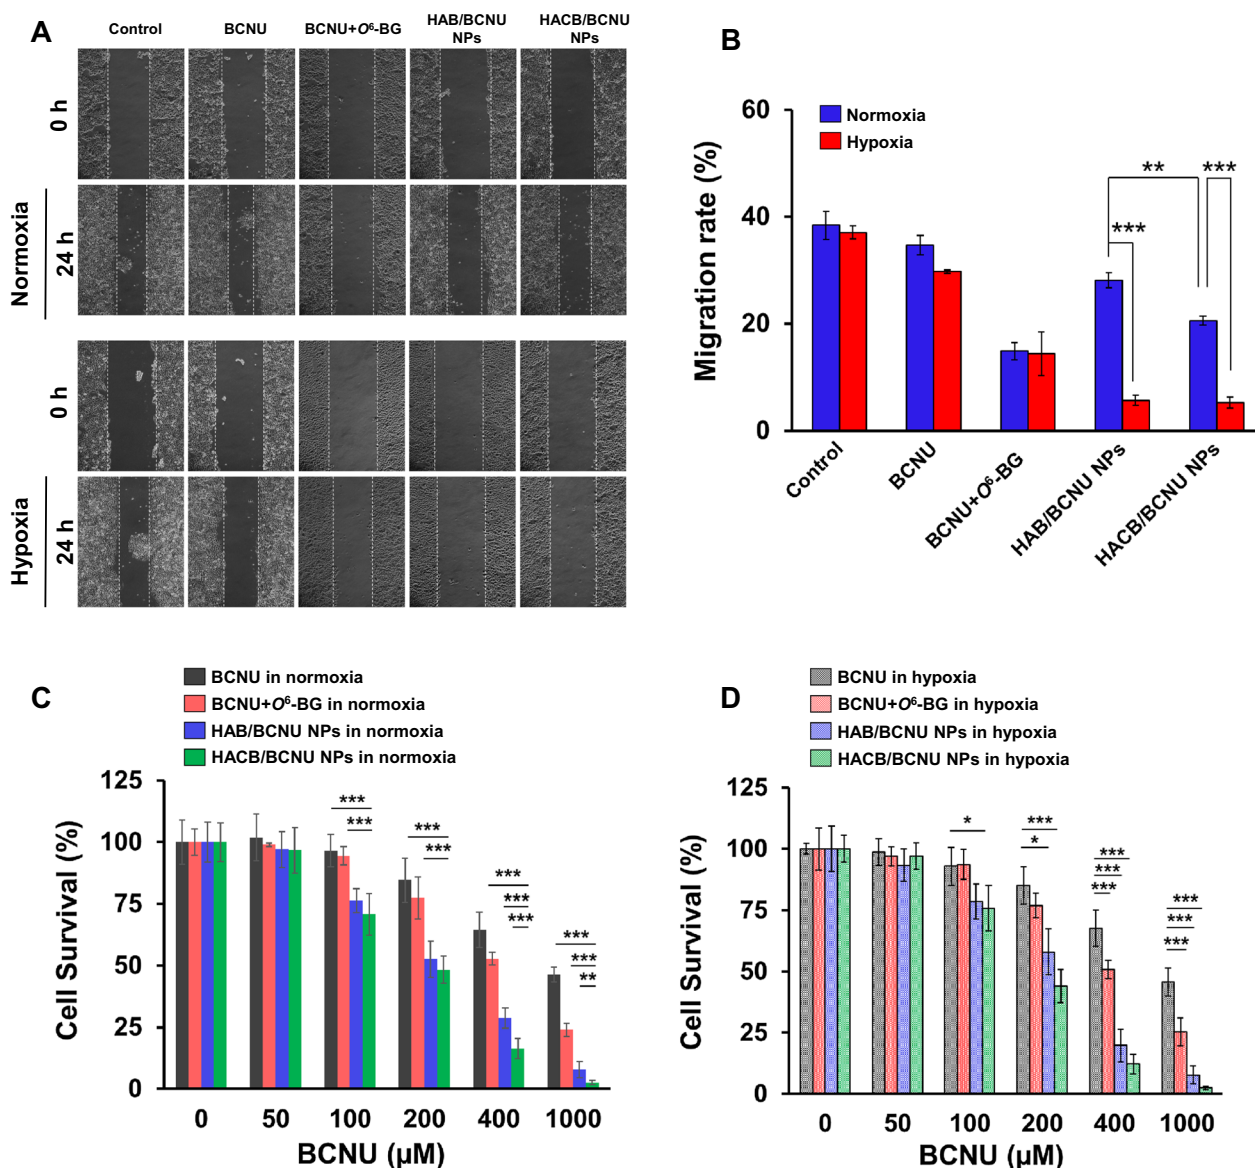 A
Control
BCNU
BCNU+O⁶-BG
HAB/BCNU
NPs
HACB/BCNU
NPs
0 h
Normoxia
24 h
0 h
Hypoxia
24 h
B
Normoxia
Hypoxia
Migration rate (%)
60
40
20
0
**
***
***
Control
BCNU
BCNU+O⁶-BG
HAB/BCNU NPs
HACB/BCNU NPs
C
BCNU in normoxia
BCNU+O⁶-BG in normoxia
HAB/BCNU NPs in normoxia
HACB/BCNU NPs in normoxia
Cell Survival (%)
125
100
75
50
25
0
***
***
***
***
***
***
***
***
***
**
0 50 100 200 400 1000
BCNU (µM)
D
BCNU in hypoxia
BCNU+O⁶-BG in hypoxia
HAB/BCNU NPs in hypoxia
HACB/BCNU NPs in hypoxia
Cell Survival (%)
125
100
75
50
25
0
*
***
*
***
***
***
***
***
***
0 50 100 200 400 1000
BCNU (µM)